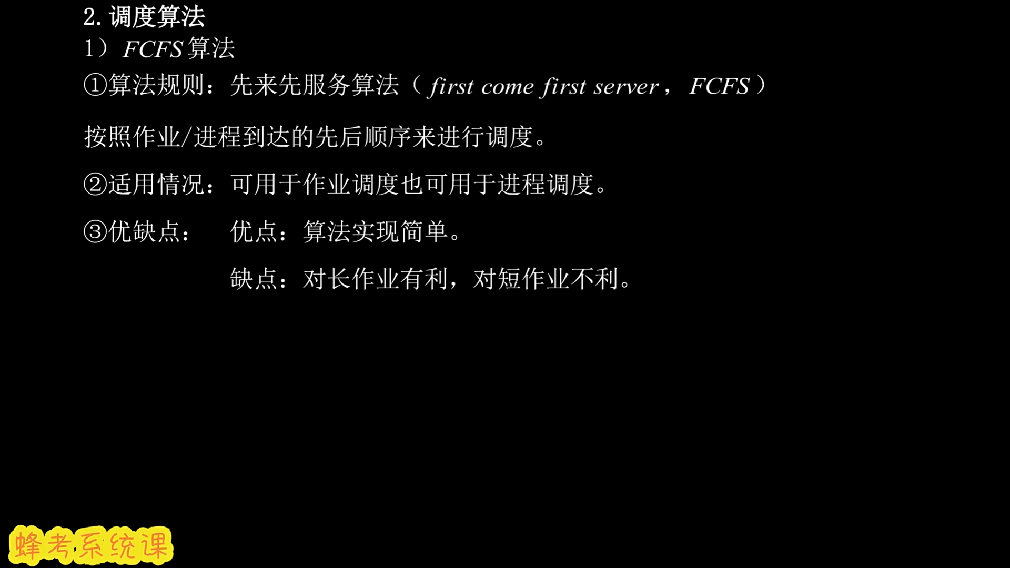 2.调度算法
1）FCFS算法
①算法规则：先来先服务算法（first come first server，FCFS）
按照作业/进程到达的先后顺序来进行调度。
②适用情况：可用于作业调度也可用于进程调度。
③优缺点： 优点：算法实现简单。
缺点：对长作业有利，对短作业不利。
蜂考系统课